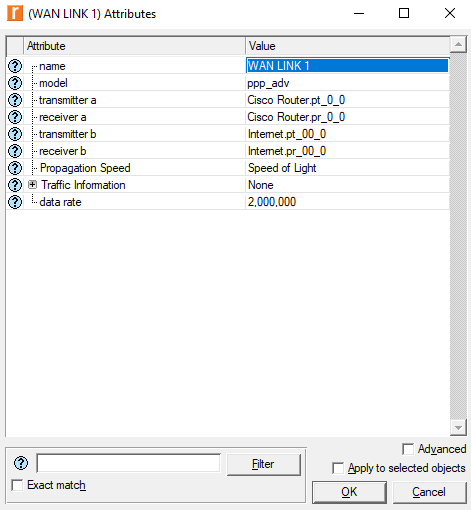 (WAN LINK 1) Attributes
Attribute Value
name WAN LINK 1
model ppp_adv
transmitter a Cisco Router.pt_0_0
receiver a Cisco Router.pr_0_0
transmitter b Internet.pt_00_0
receiver b Internet.pr_00_0
Propagation Speed Speed of Light
Traffic Information None
data rate 2,000,000
Advanced
Filter
Apply to selected objects
Exact match
OK Cancel